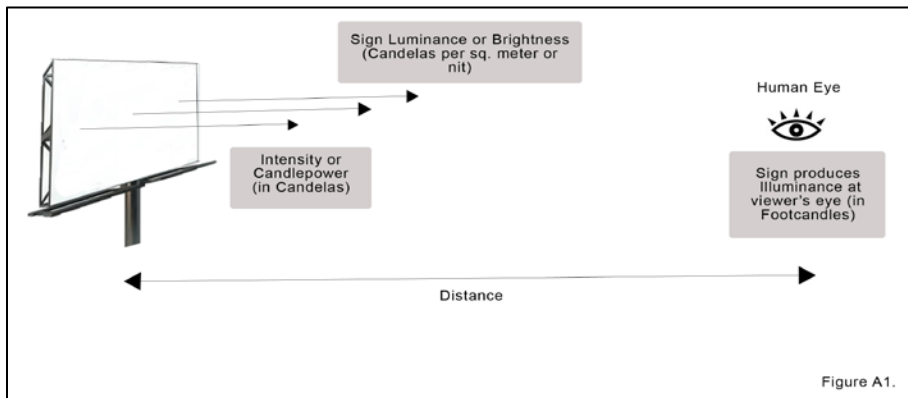 Sign Luminance or Brightness
(Candelas per sq. meter or
nit)
Human Eye
Intensity or
Candlepower
(in Candelas)
Sign produces
Illuminance at
viewer's eye (in
Footcandles)
Distance
Figure A1.